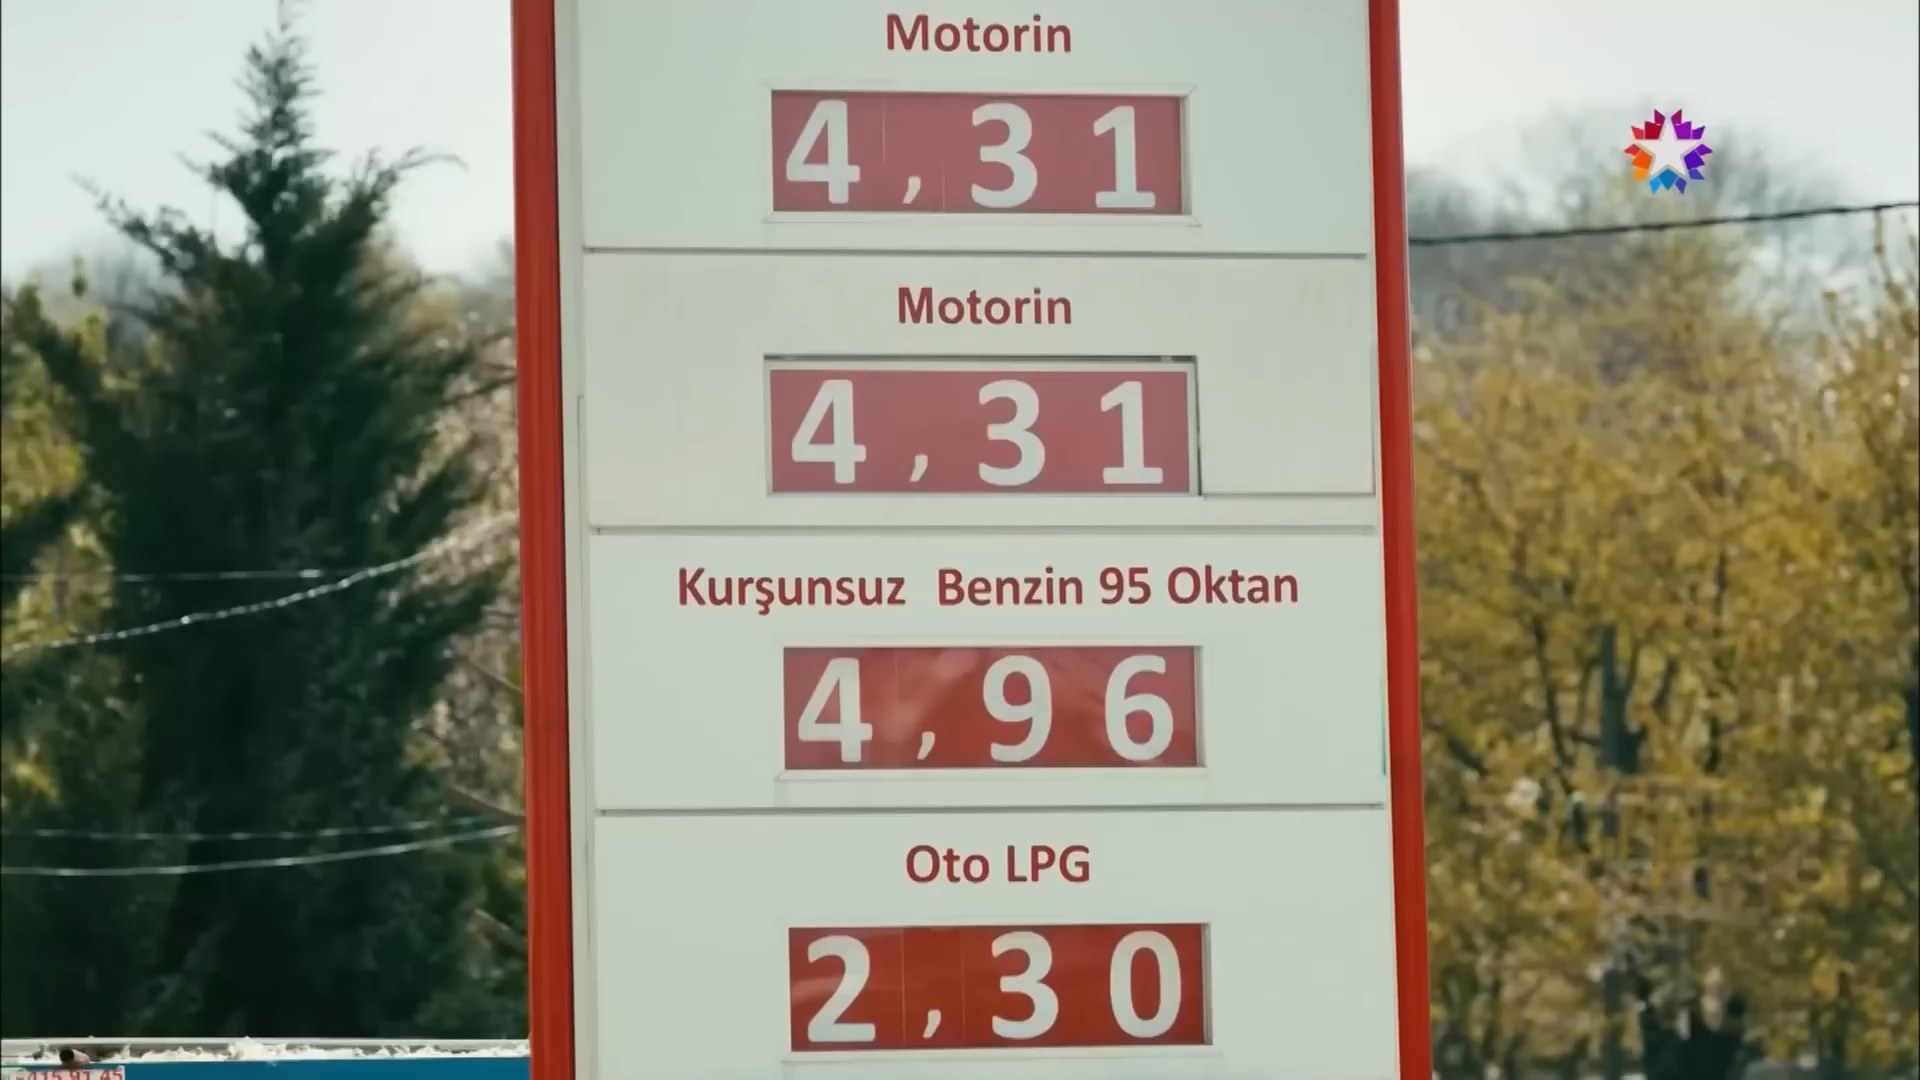 Motorin
4,31
Motorin
4,31
Kurşunsuz Benzin 95 Oktan
4,96
Oto LPG
2,30